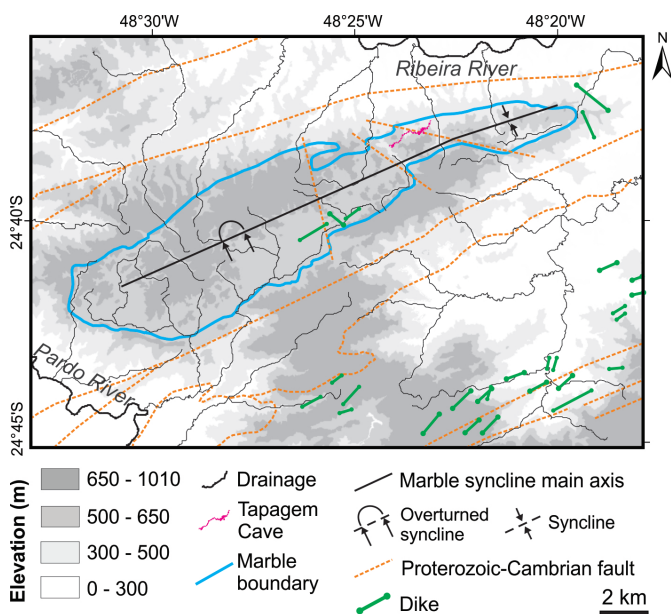 48°30'W 48°25'W 48°20'W
N
Ribeira River
24°40'S
Pardo River
24°45'S
Elevation (m)
650 - 1010
500 - 650
300 - 500
0 - 300
Drainage
Tapagem
Cave
Marble
boundary
Marble syncline main axis
Overturned
syncline
Syncline
Proterozoic-Cambrian fault
Dike
2 km